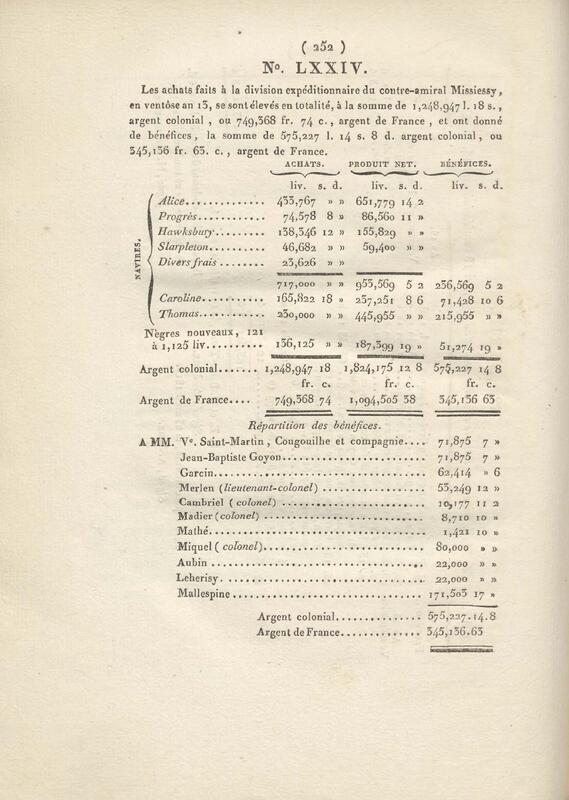 ( 252 )
No. LXXIV.
Les achats faits à la division expéditionnaire du contre-amiral Missiessy,
en ventôse an 13, se sont élevés en totalité, à la somme de 1,248,947 l. 18 s.,
argent colonial, ou 749,368 fr. 74 c., argent de France, et ont donné
de bénéfices, la somme de 575,227 l. 14 s. 8 d. argent colonial, ou
345,136 fr. 63. c., argent de France.
ACHATS. PRODUIT NET. BÉNÉFICES.
liv. s. d. liv. s. d. liv. s. d.
NAVIRES.
Alice............. 433,767 » » 651,779 14 2
Progrès........... 74,578 8 » 86,560 11 »
Hawksbury......... 138,346 12 » 155,829 » »
Slarpleton........ 46,682 » » 59,400 » »
Divers frais........ 23,626 » »
717,000 » » 953,569 5 2 236,569 5 2
Caroline.......... 165,822 18 » 237,251 8 6 71,428 10 6
Thomas........... 230,000 » » 445,955 » » 215,955 » »
Nègres nouveaux, 121
à 1,125 liv.......... 136,125 » » 187,399 19 » 51,274 19 »
Argent colonial..... 1,248,947 18 1,824,175 12 8 575,227 14 8
fr. c. fr. c. fr. c.
Argent de France.... 749,368 74 1,094,505 38 345,136 63
Répartition des bénéfices.
A MM. Ve. Saint-Martin, Cougouilhe et compagnie.... 71,875 7 »
Jean-Baptiste Goyon.................... 71,875 7 »
Garcin............................. 62,414 » 6
Merlen (lieutenant-colonel) ............... 53,249 12 »
Cambriel ( colonel) .................... 10,177 11 2
Madier (colonel) ...................... 8,710 10 »
Mathé.............................. 1,421 10 »
Miquel ( colonel)...................... 80,000 » »
Aubin .............................. 22,000 » »
Leherisy. ........................... 22,000 » »
Mallespine .......................... 171,503 17 »
Argent colonial............. 575,227.14.8
Argent de France............ 345,136.63